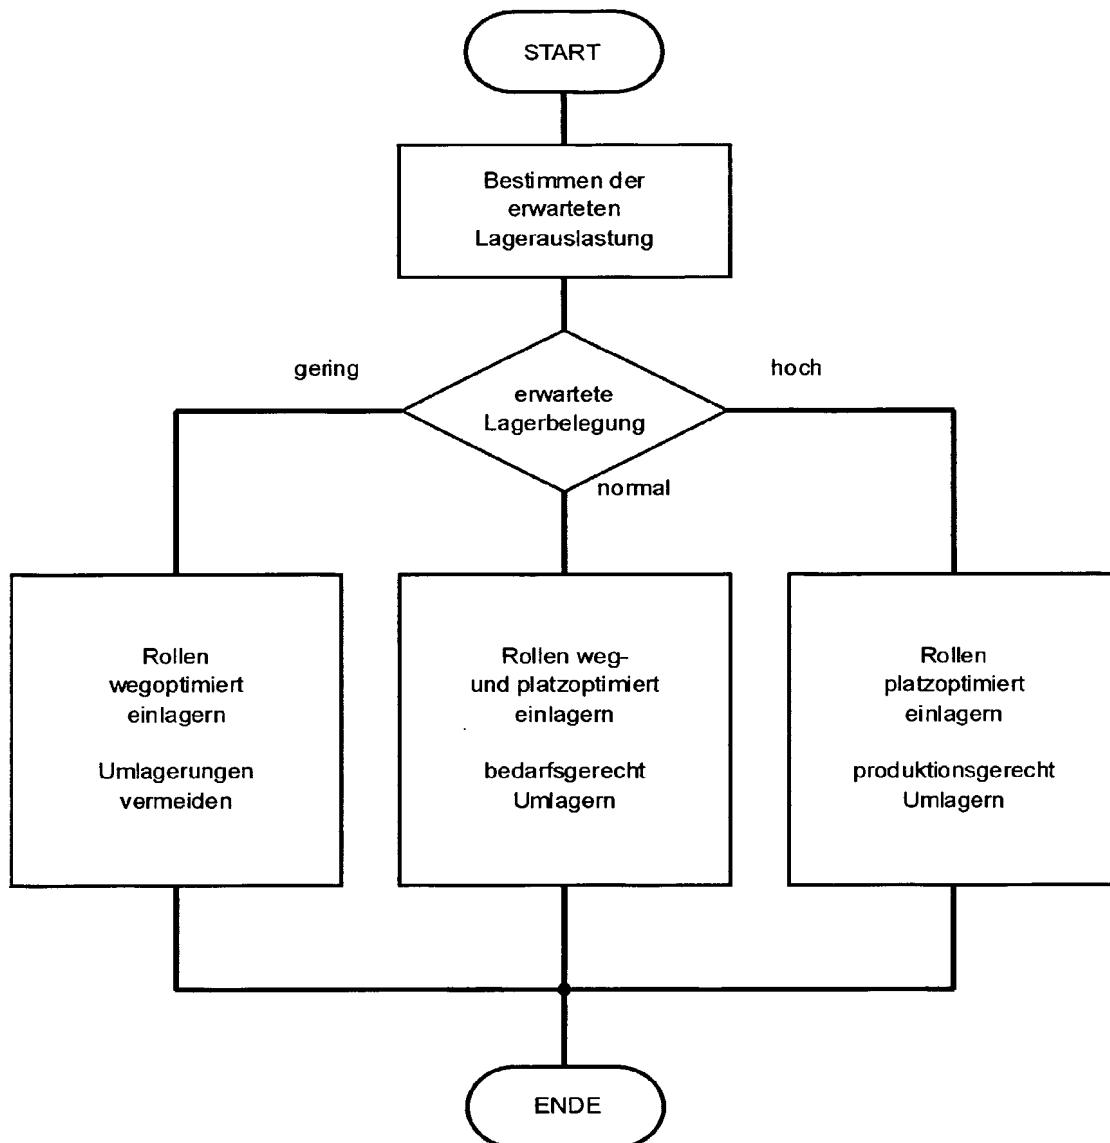 START
Bestimmen der
erwarteten
Lagerauslastung
gering
hoch
erwartete
Lagerbelegung
normal
Rollen
wegoptimiert
einlagern
Umlagerungen
vermeiden
Rollen weg-
und platzoptimiert
einlagern
bedarfsgerecht
Umlagern
Rollen
platzoptimiert
einlagern
produktionsgerecht
Umlagern
ENDE